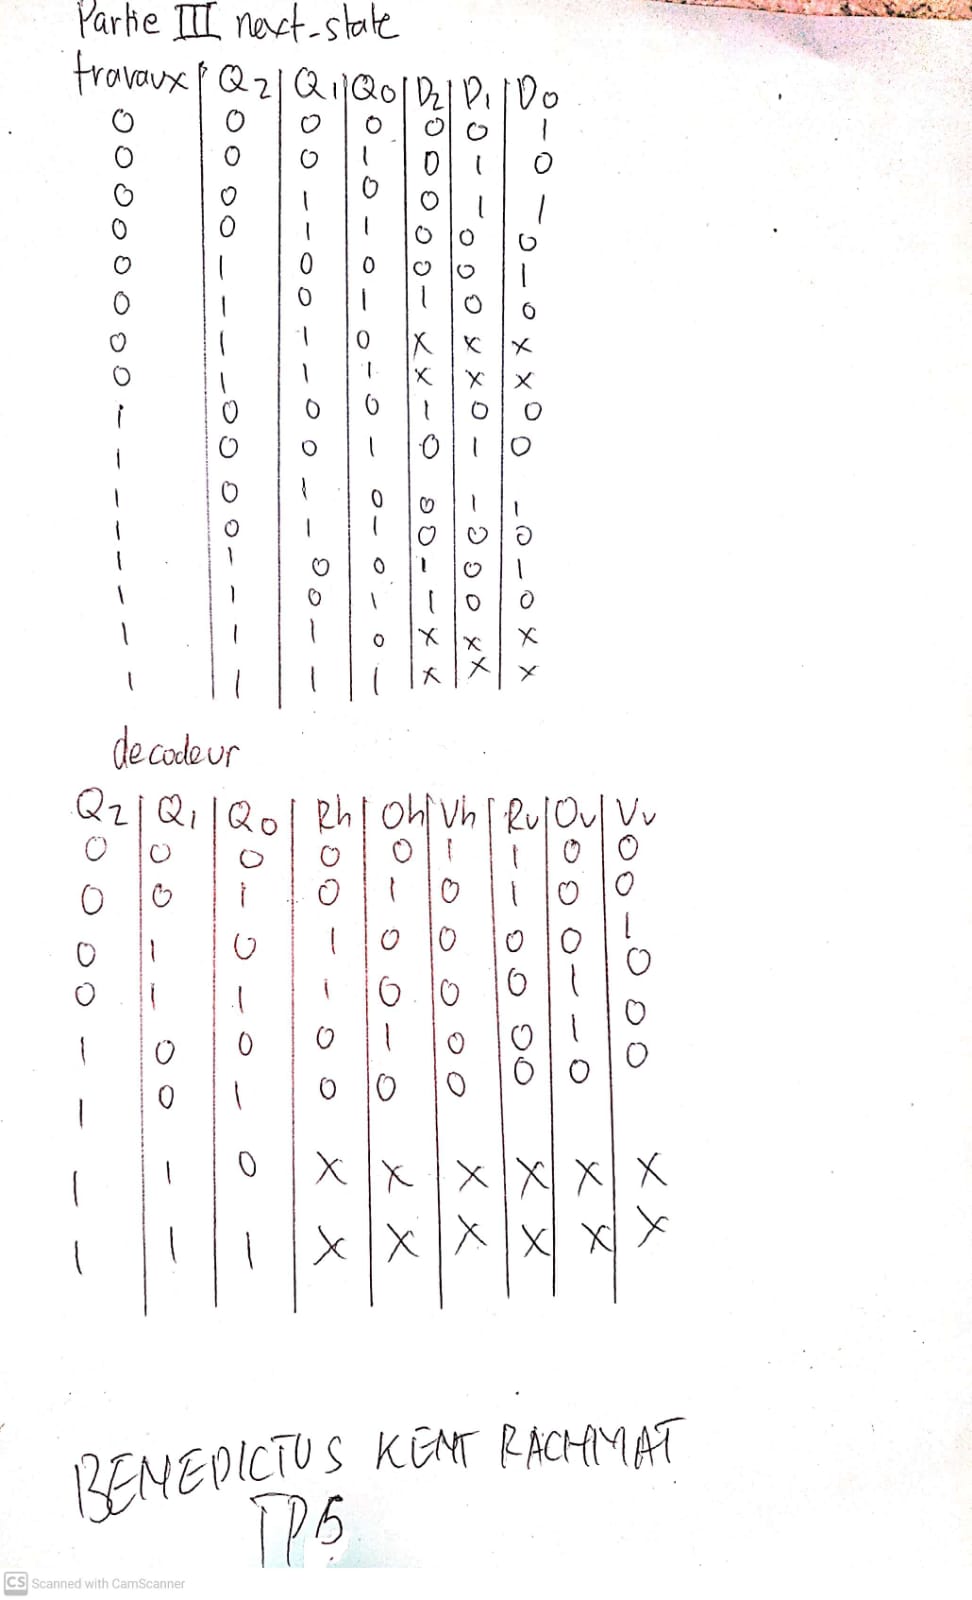 Partie III next-state
travaux | Q2 | Q1 | Q0 | D2 | D1 | D0
0 | 0 | 0 | 0 | 0 | 0 | 1
0 | 0 | 0 | 1 | 0 | 1 | 0
0 | 0 | 1 | 0 | 0 | 1 | 1
0 | 0 | 1 | 1 | 0 | 0 | 0
0 | 1 | 0 | 0 | 0 | 0 | 1
0 | 1 | 0 | 1 | 1 | 0 | 0
0 | 1 | 1 | 0 | x | x | x
0 | 1 | 1 | 1 | x | x | x
1 | 0 | 0 | 0 | 1 | 0 | 0
1 | 0 | 0 | 1 | 0 | 1 | 0
1 | 0 | 1 | 0 | 0 | 1 | 1
1 | 0 | 1 | 1 | 0 | 0 | 0
1 | 1 | 0 | 0 | 1 | 0 | 1
1 | 1 | 0 | 1 | 1 | 0 | 0
1 | 1 | 1 | 0 | x | x | x
1 | 1 | 1 | 1 | x | x | x
decodeur
Q2 | Q1 | Q0 | Rh | Oh | Vh | Rv | Ov | Vv
0 | 0 | 0 | 0 | 0 | 1 | 1 | 0 | 0
0 | 0 | 1 | 0 | 1 | 0 | 1 | 0 | 0
0 | 1 | 0 | 1 | 0 | 0 | 0 | 0 | 1
0 | 1 | 1 | 1 | 0 | 0 | 0 | 1 | 0
1 | 0 | 0 | 0 | 1 | 0 | 0 | 1 | 0
1 | 0 | 1 | 0 | 0 | 0 | 0 | 0 | 0
1 | 1 | 0 | x | x | x | x | x | x
1 | 1 | 1 | x | x | x | x | x | x
BENEDICTUS KENT RACHMAT
TP5
CS Scanned with CamScanner